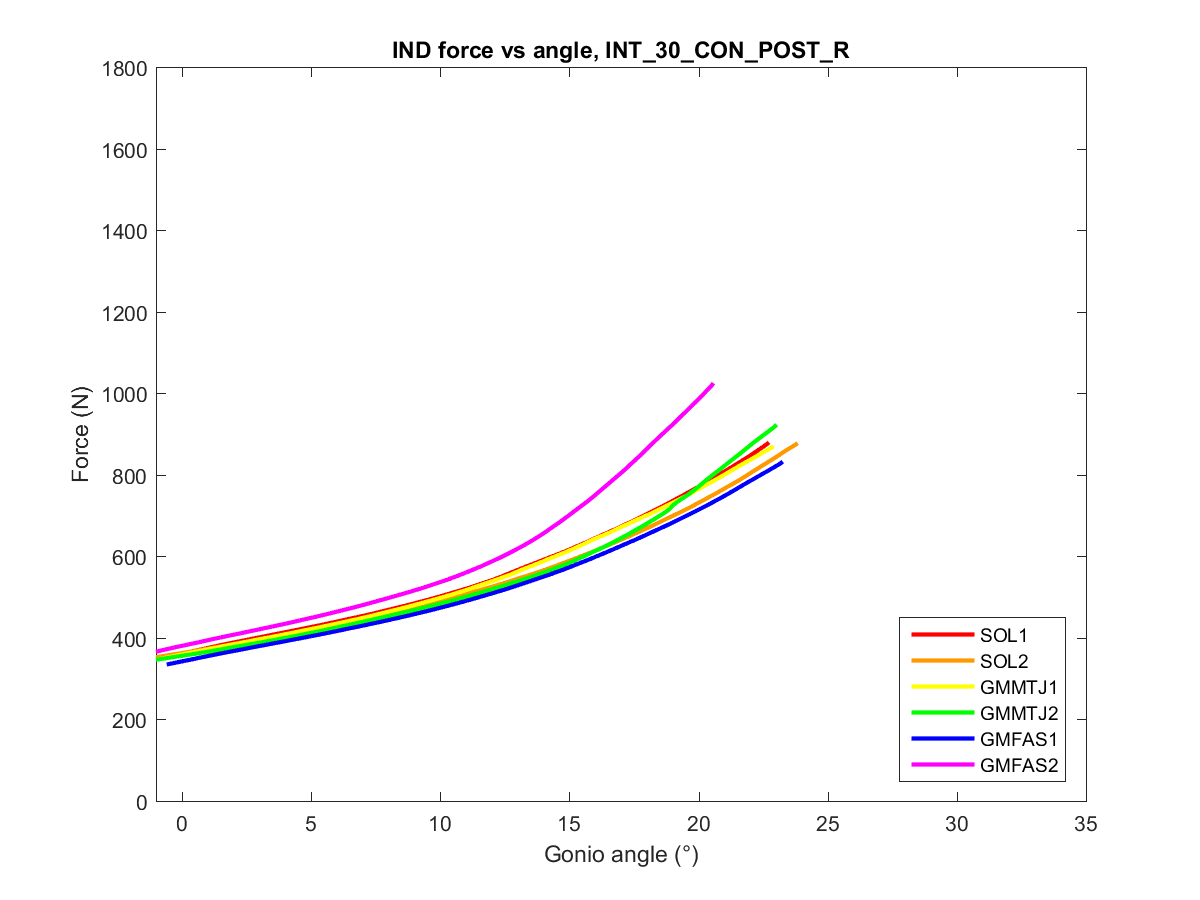 IND force vs angle, INT_30_CON_POST_R
1800
1600
1400
1200
1000
800
600
400
200
0
Force (N)
0 5 10 15 20 25 30 35
Gonio angle (°)
SOL1
SOL2
GMMTJ1
GMMTJ2
GMFAS1
GMFAS2